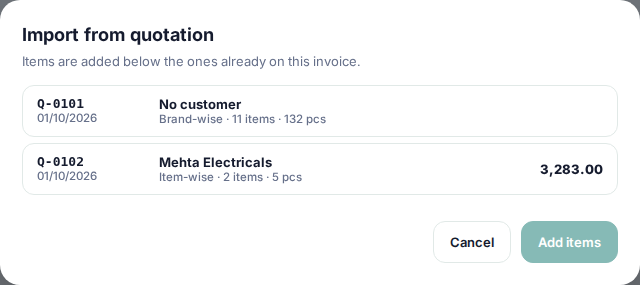 Import from quotation
Items are added below the ones already on this invoice.
Q-0101
01/10/2026
No customer
Brand-wise · 11 items · 132 pcs
Q-0102
01/10/2026
Mehta Electricals
Item-wise · 2 items · 5 pcs
3,283.00
Cancel
Add items